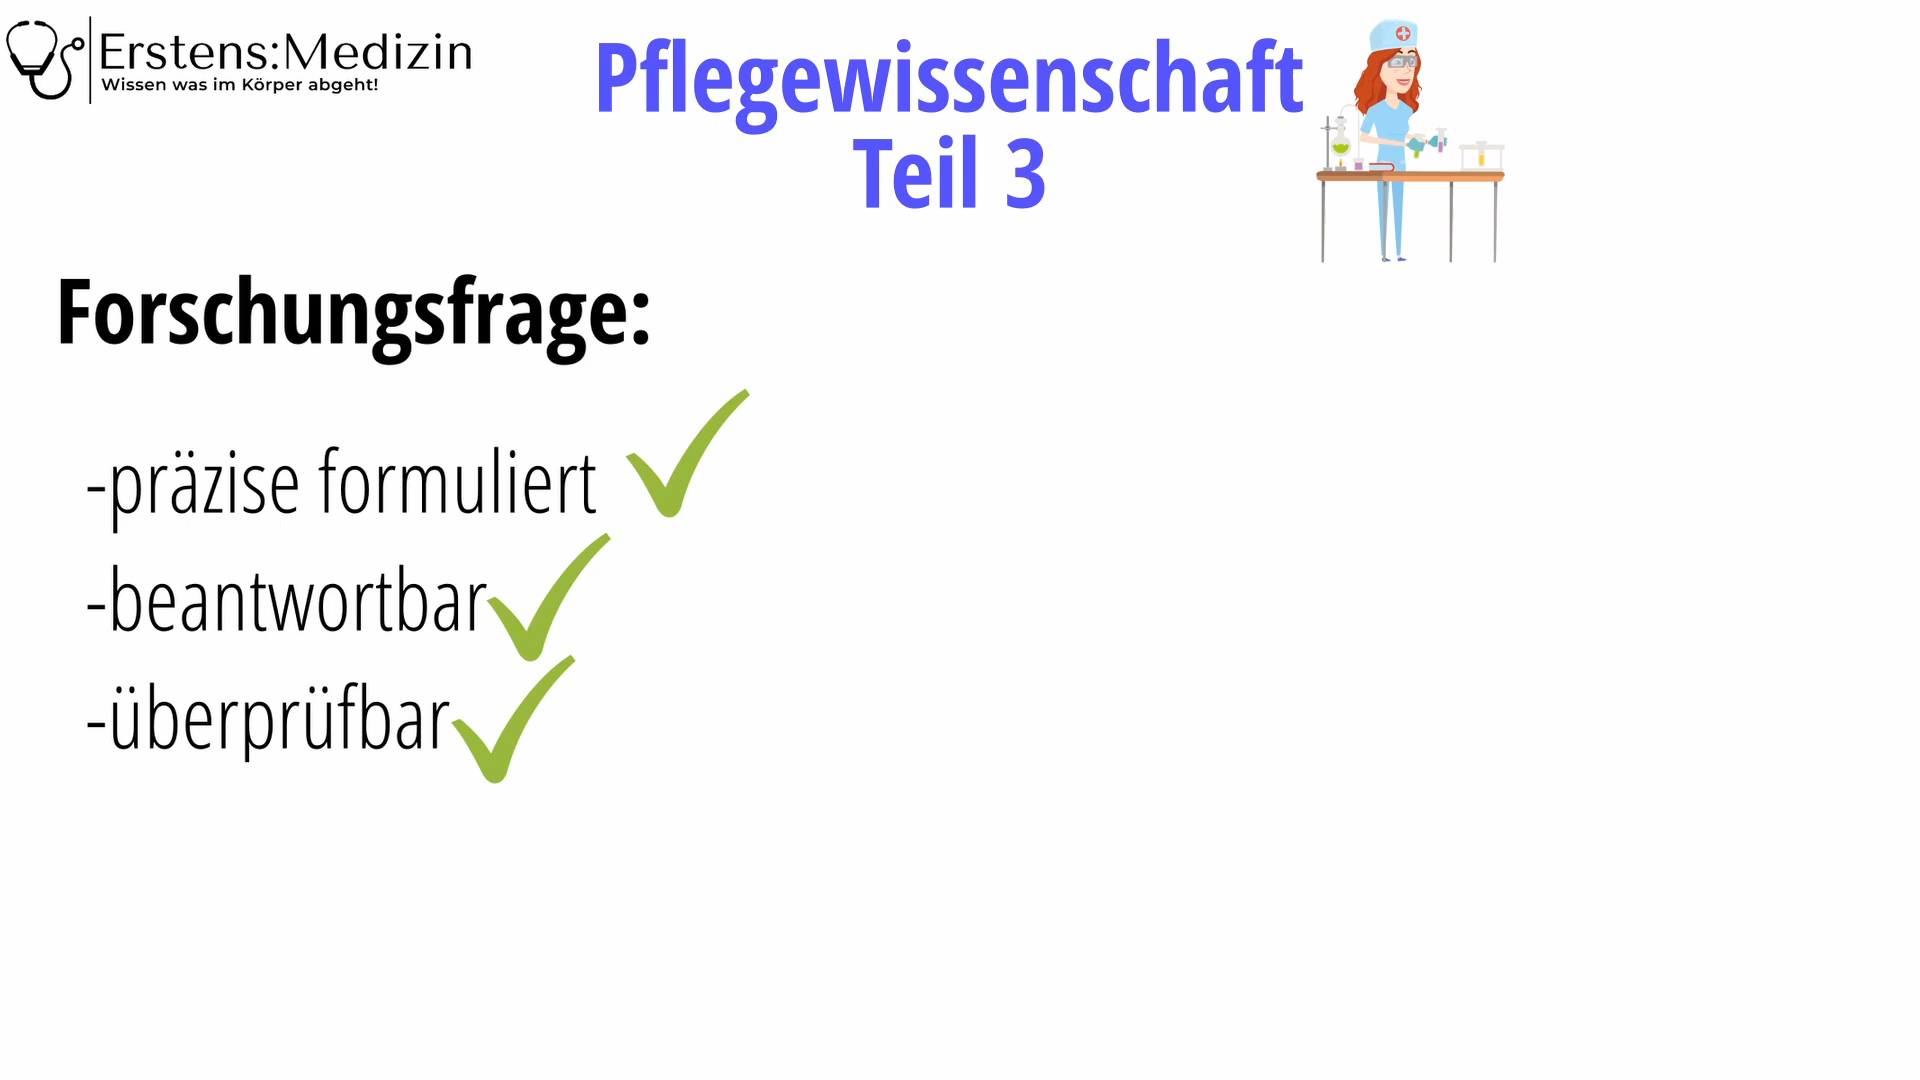 Erstens:Medizin
Wissen was im Körper abgeht!
Pflegewissenschaft
Teil 3
Forschungsfrage:
-präzise formuliert
-beantwortbar
-überprüfbar